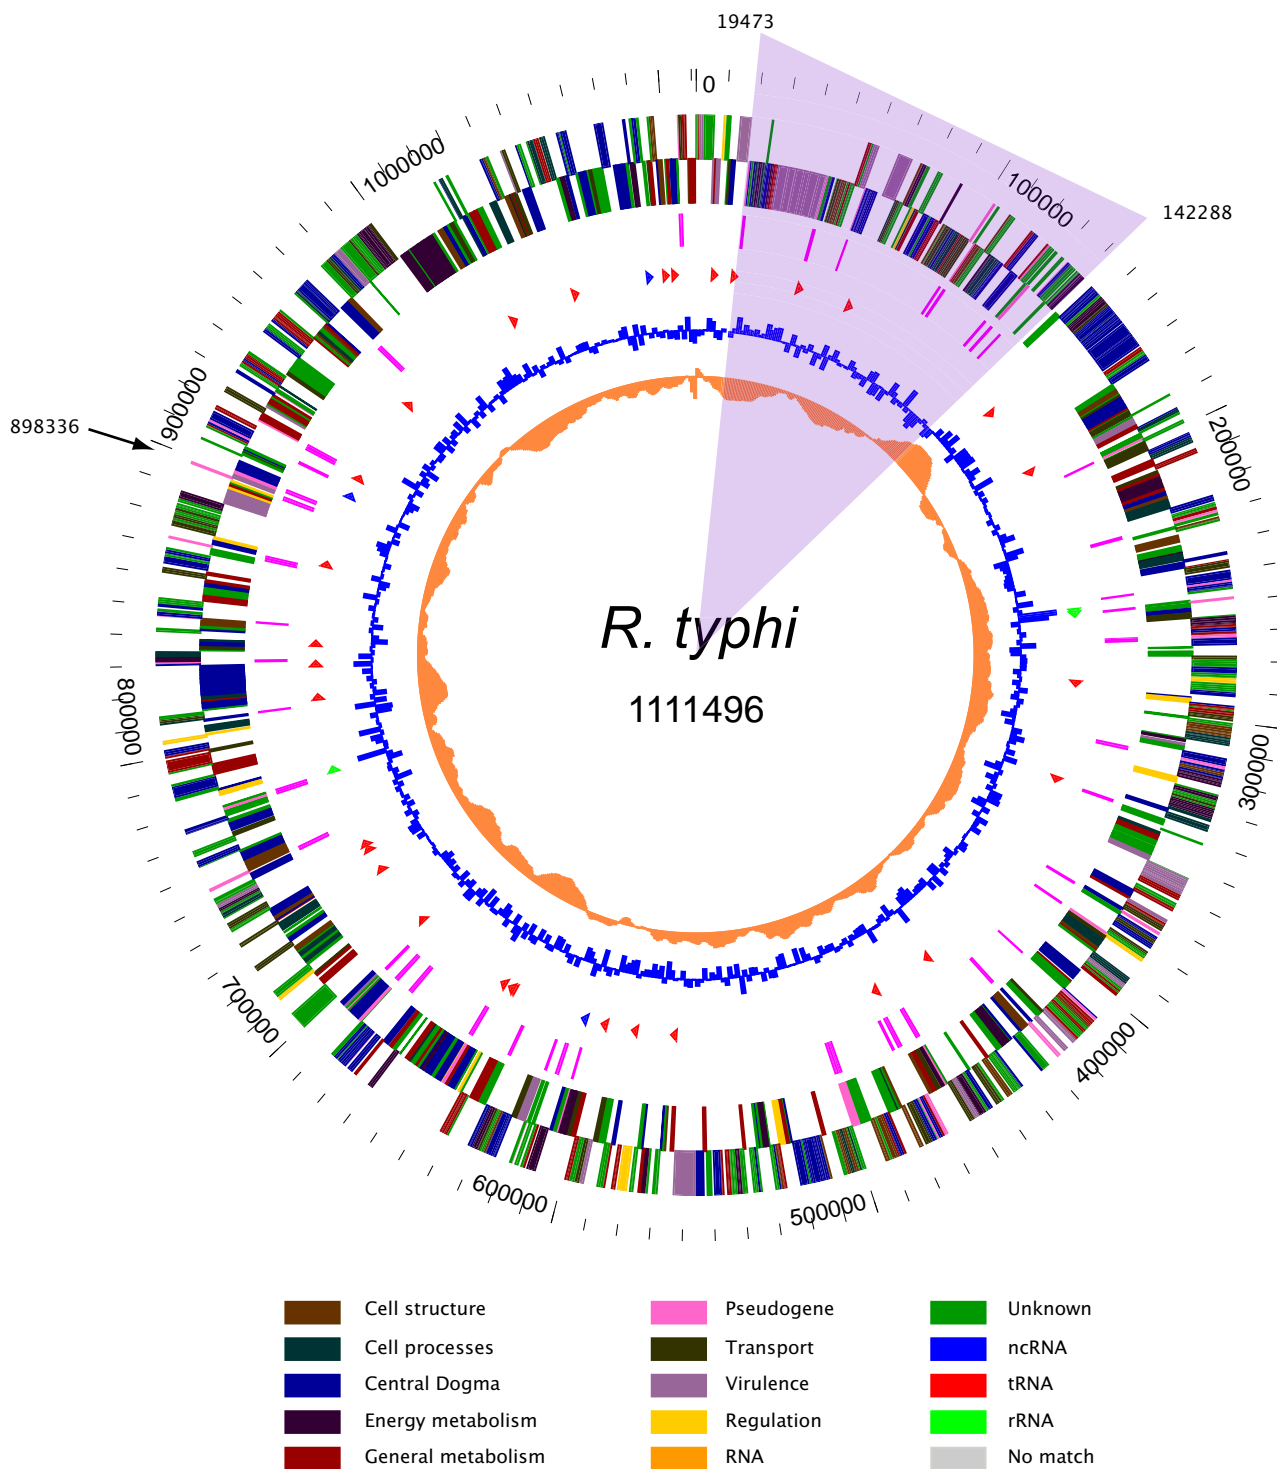 19473
0
142288
100000
200000
300000
400000
500000
600000
700000
800000
900000
1000000
898336
R. typhi
1111496
Cell structure
Pseudogene
Unknown
Cell processes
Transport
ncRNA
Central Dogma
Virulence
tRNA
Energy metabolism
Regulation
rRNA
General metabolism
RNA
No match